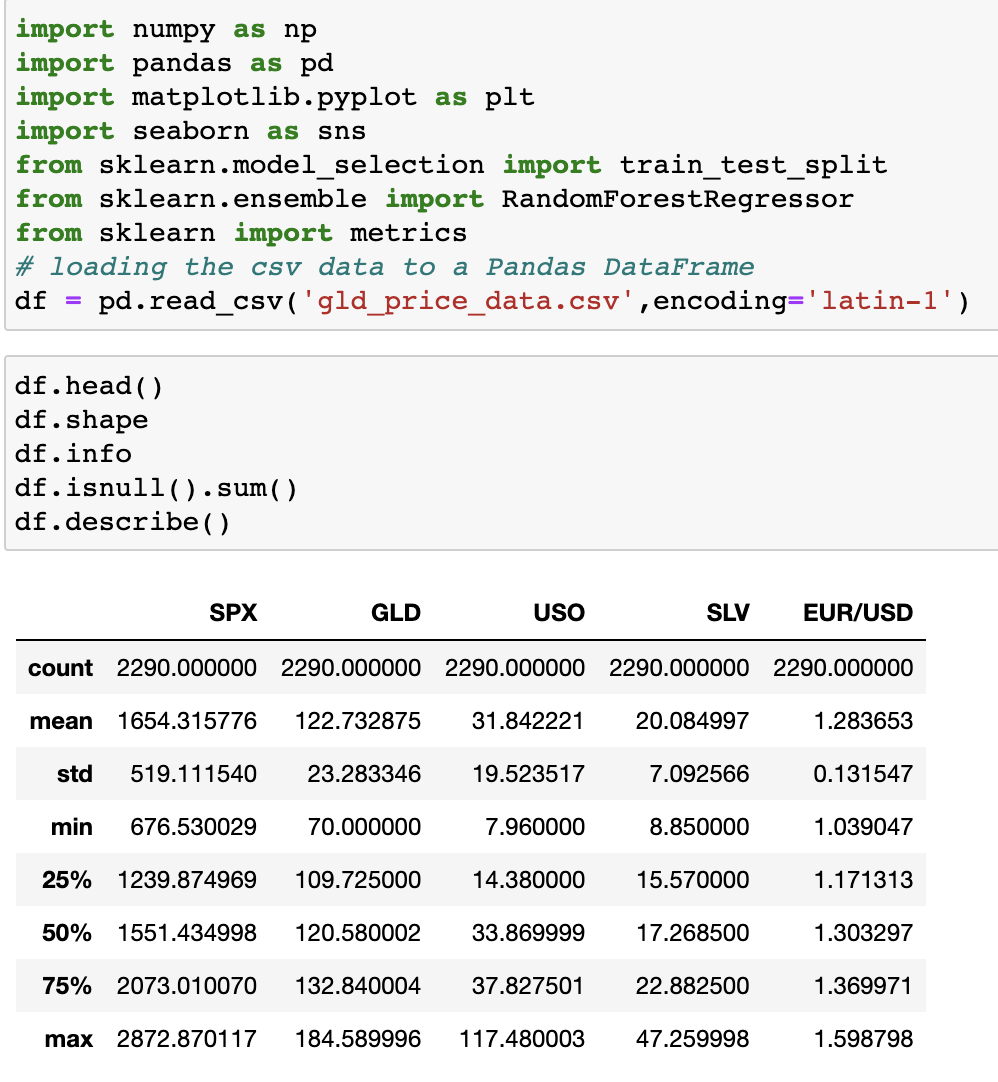 import numpy as np
import pandas as pd
import matplotlib.pyplot as plt
import seaborn as sns
from sklearn.model_selection import train_test_split
from sklearn.ensemble import RandomForestRegressor
from sklearn import metrics
# loading the csv data to a Pandas DataFrame
df = pd.read_csv('gld_price_data.csv',encoding='latin-1')
df.head()
df.shape
df.info
df.isnull().sum()
df.describe()
SPX GLD USO SLV EUR/USD
count 2290.000000 2290.000000 2290.000000 2290.000000 2290.000000
mean 1654.315776 122.732875 31.842221 20.084997 1.283653
std 519.111540 23.283346 19.523517 7.092566 0.131547
min 676.530029 70.000000 7.960000 8.850000 1.039047
25% 1239.874969 109.725000 14.380000 15.570000 1.171313
50% 1551.434998 120.580002 33.869999 17.268500 1.303297
75% 2073.010070 132.840004 37.827501 22.882500 1.369971
max 2872.870117 184.589996 117.480003 47.259998 1.598798